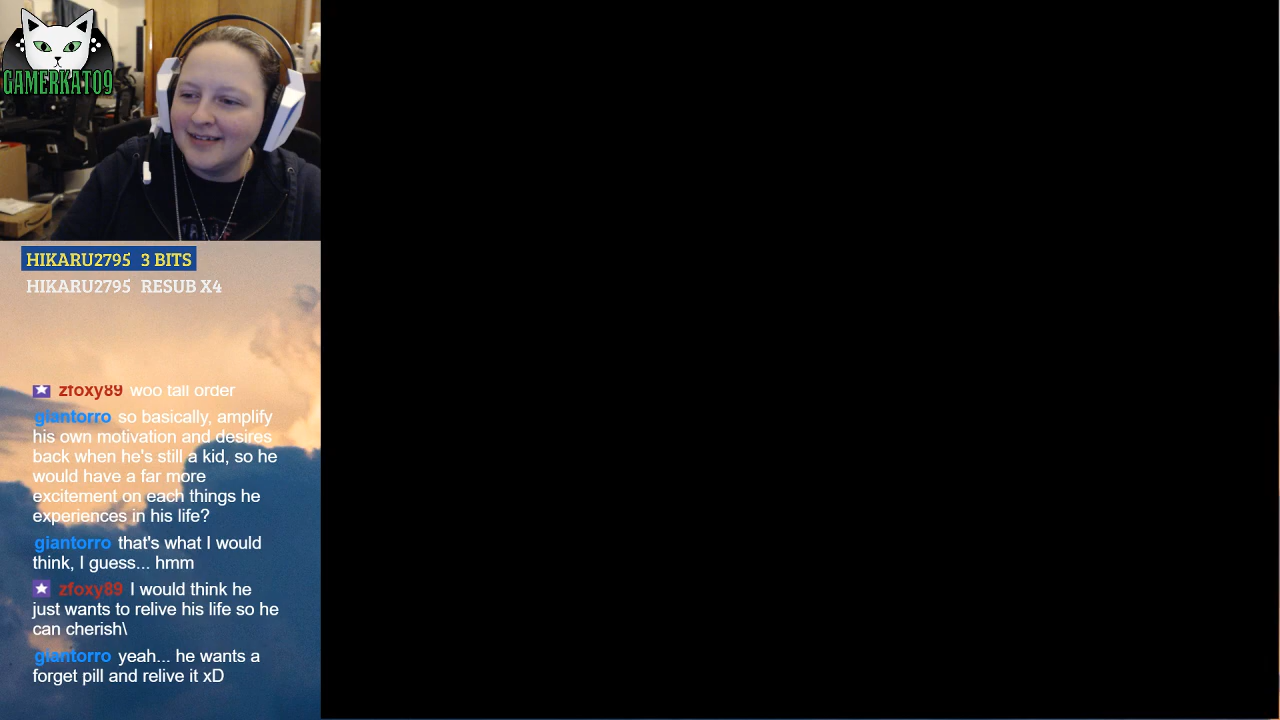 GAMERKAT09
HIKARU2795 3 BITS
HIKARU2795 RESUB X4
zfoxy89 woo tall order
giantorro so basically, amplify
his own motivation and desires
back when he's still a kid, so he
would have a far more
excitement on each things he
experiences in his life?
giantorro that's what I would
think, I guess... hmm
zfoxy89 I would think he
just wants to relive his life so he
can cherish\
giantorro yeah... he wants a
forget pill and relive it xD